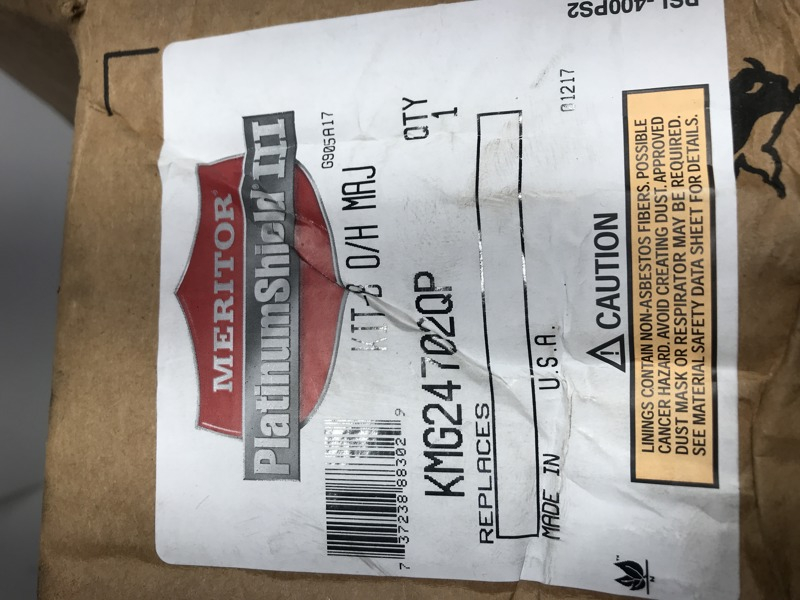 MERITOR
PlatinumShield III
G905A17
KIT-B O/H MAJ
QTY
1
7 37238 88302 9
KMG24702QP
REPLACES
MADE IN U.S.A.
01217
CAUTION
LININGS CONTAIN NON-ASBESTOS FIBERS. POSSIBLE
CANCER HAZARD. AVOID CREATING DUST. APPROVED
DUST MASK OR RESPIRATOR MAY BE REQUIRED.
SEE MATERIAL SAFETY DATA SHEET FOR DETAILS.
N
PSL-400PS2